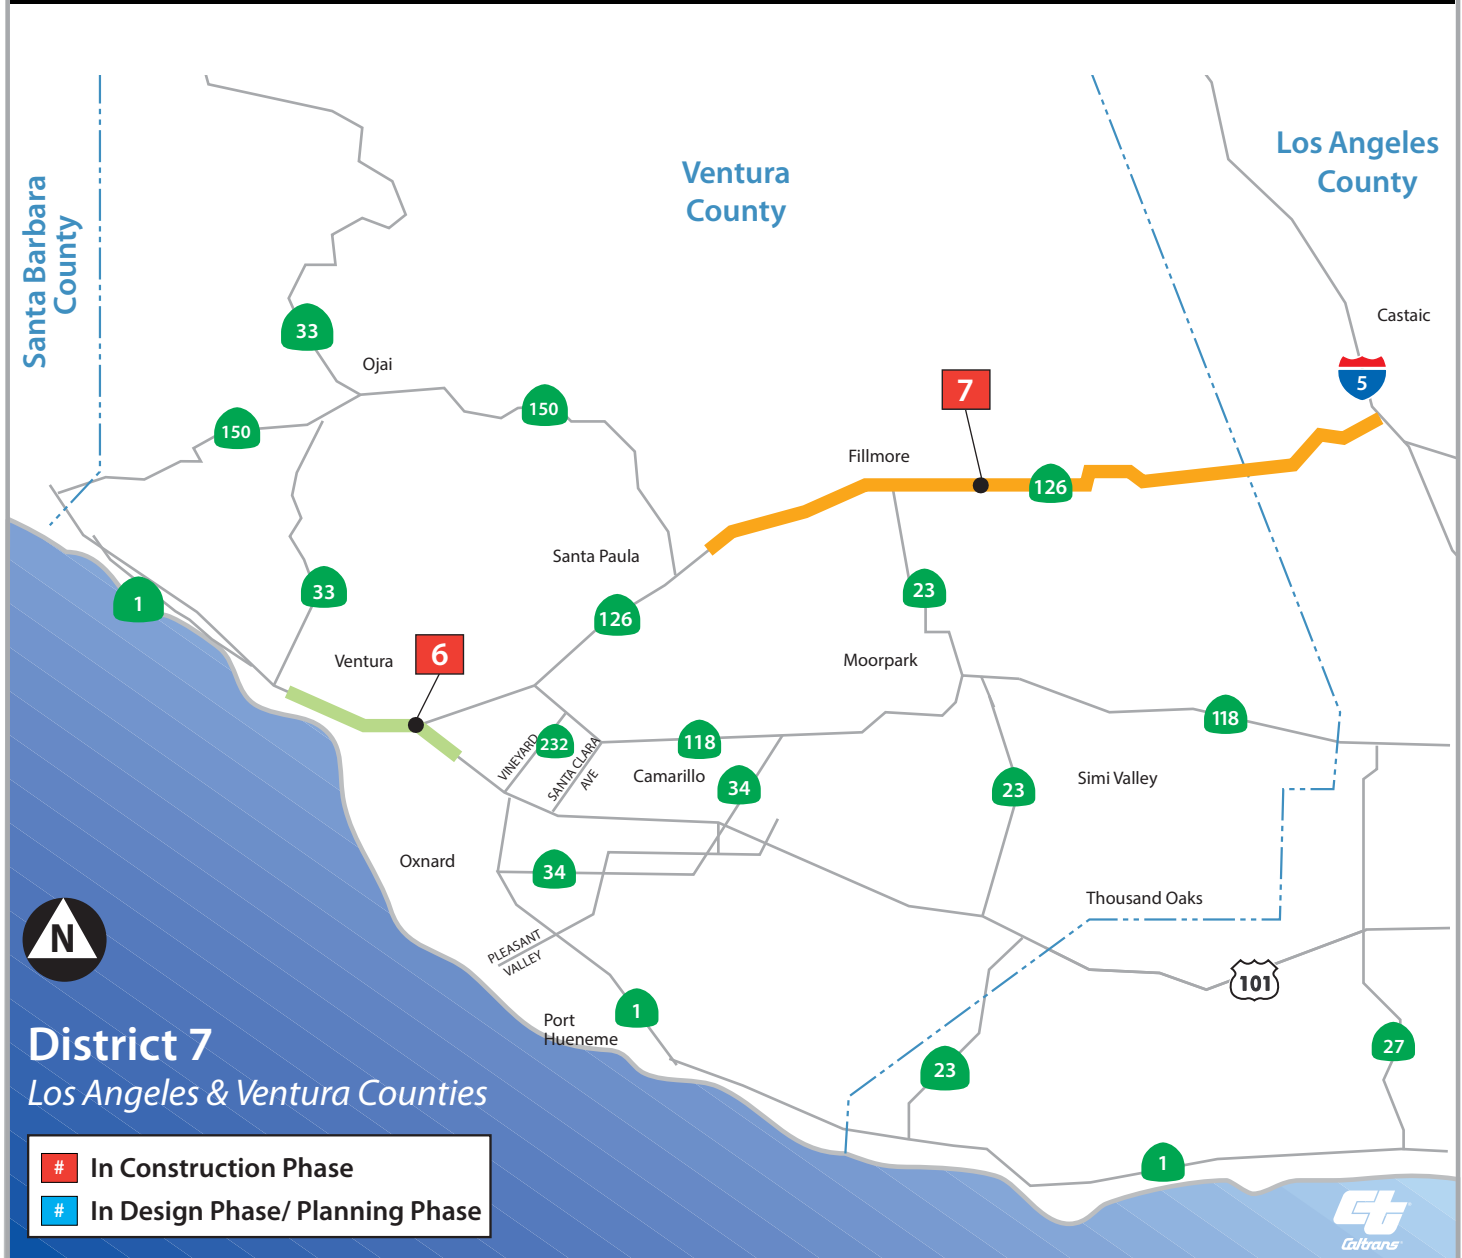 Santa Barbara
County
Ventura
County
Los Angeles
County
Castaic
5
33
Ojai
150
150
7
Fillmore
126
Santa Paula
1
33
126
23
Ventura
6
Moorpark
118
VINEYARD
232
SANTA CLARA
AVE
118
Camarillo
34
23
Simi Valley
Oxnard
34
Thousand Oaks
N
PLEASANT
VALLEY
101
Port
Hueneme
1
27
23
1
District 7
Los Angeles & Ventura Counties
# In Construction Phase
# In Design Phase/ Planning Phase
Caltrans